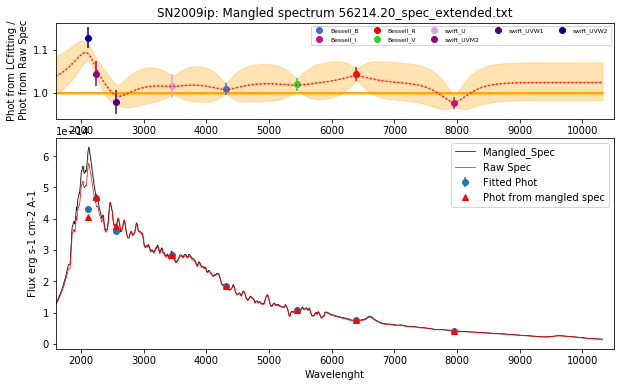 SN2009ip: Mangled spectrum 56214.20_spec_extended.txt
Phot from LCfitting /
Phot from Raw Spec
1.1
1.0
Bessell_B
Bessell_R
swift_U
swift_UVW1
swift_UVW2
Bessell_I
Bessell_V
swift_UVM2
2000 3000 4000 5000 6000 7000 8000 9000 10000
1e−14
Flux erg s-1 cm-2 A-1
6
5
4
3
2
1
0
Mangled_Spec
Raw Spec
Fitted Phot
Phot from mangled spec
2000 3000 4000 5000 6000 7000 8000 9000 10000
Wavelenght